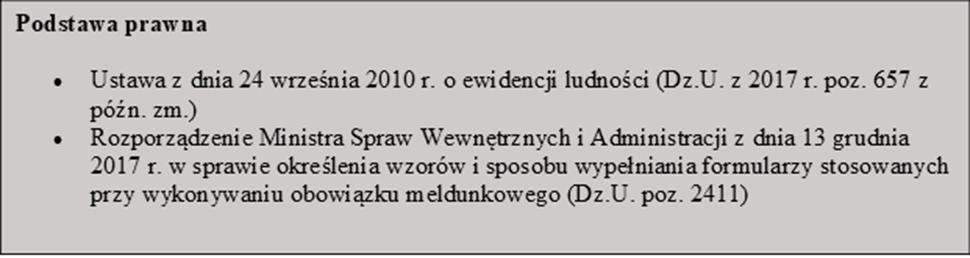 Podstawa prawna
• Ustawa z dnia 24 września 2010 r. o ewidencji ludności (Dz.U. z 2017 r. poz. 657 z
późn. zm.)
• Rozporządzenie Ministra Spraw Wewnętrznych i Administracji z dnia 13 grudnia
2017 r. w sprawie określenia wzorów i sposobu wypełniania formularzy stosowanych
przy wykonywaniu obowiązku meldunkowego (Dz.U. poz. 2411)